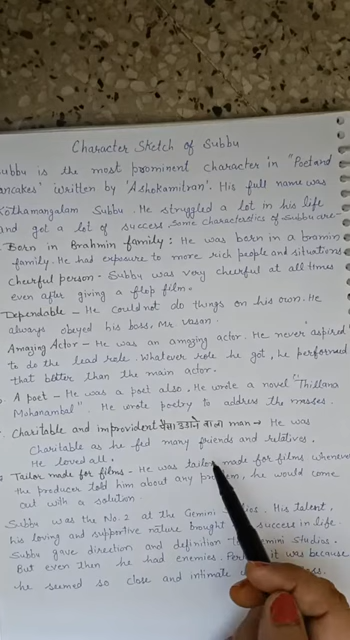 Character Sketch of Subbu
ubbu is the most prominent character in "Poet and
ancakes' written by 'Ashokamitran'. His full name was
Kothamangalam Subbu. He struggled a lot in his life
and got a lot of success. Some characteristics of Subbu are-
Born in Brahmin family: He was born in a bramin
family. He had exposure to more rich people and situations
cheerful person - Subbu was very cheerful at all times
even after giving a flop film.
Dependable - He could not do things on his own. He
always obeyed his boss, Mr Vasan.
Amazing Actor - He was an amazing actor. He never aspired
to do the lead role. Whatever role he got, he performed
that better than the main actor.
A poet - He was a poet also. He wrote a novel "Thillana
Mohanambal". He wrote poetry to address the masses.
Charitable and improvident पैसा उड़ाने वाला man - He was
Charitable as he fed many friends and relatives.
He loved all.
Tailor made for films - He was tailor made for films whenever
the producer told him about any pro em, he would come
out with a solution.
Subbu was the No. 2 at the Gemini dios. His talent,
his loving and supportive nature brought success in life.
Subbu gave direction and definition to emini Studios.
But even then he had enemies. it was because
he sumed so close and intimate